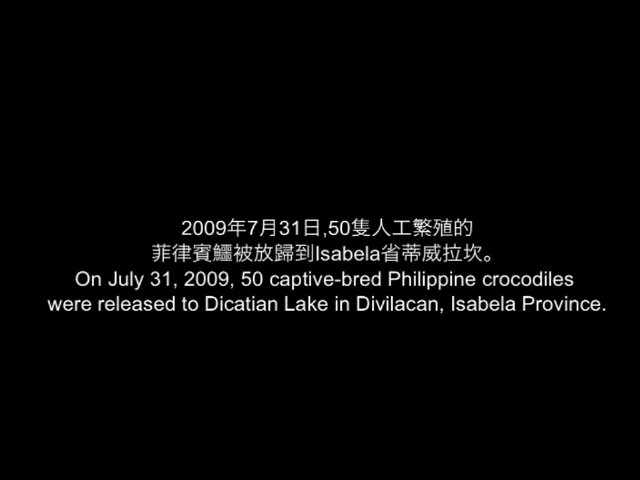 2009年7月31日,50隻人工繁殖的
菲律賓鱷被放歸到Isabela省蒂威拉坎。
On July 31, 2009, 50 captive-bred Philippine crocodiles
were released to Dicatian Lake in Divilacan, Isabela Province.